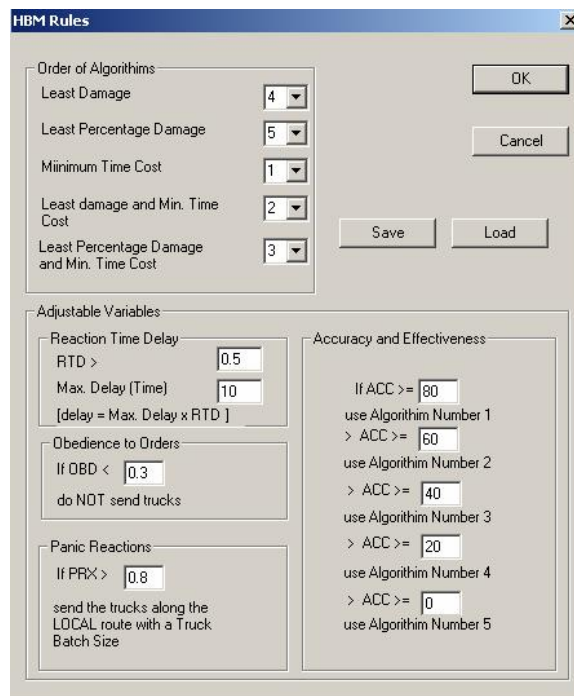 HBM Rules
Order of Algorithims
Least Damage
4
Least Percentage Damage
5
Miinimum Time Cost
1
Least damage and Min. Time
Cost
2
Least Percentage Damage
and Min. Time Cost
3
OK
Cancel
Save
Load
Adjustable Variables
Reaction Time Delay
RTD >
0.5
Max. Delay (Time)
10
[delay = Max. Delay x RTD ]
Obedience to Orders
If OBD <
0.3
do NOT send trucks
Panic Reactions
If PRX >
0.8
send the trucks along the
LOCAL route with a Truck
Batch Size
Accuracy and Effectiveness
If ACC >= 80
use Algorithim Number 1
> ACC >= 60
use Algorithim Number 2
> ACC >= 40
use Algorithim Number 3
> ACC >= 20
use Algorithim Number 4
> ACC >= 0
use Algorithim Number 5